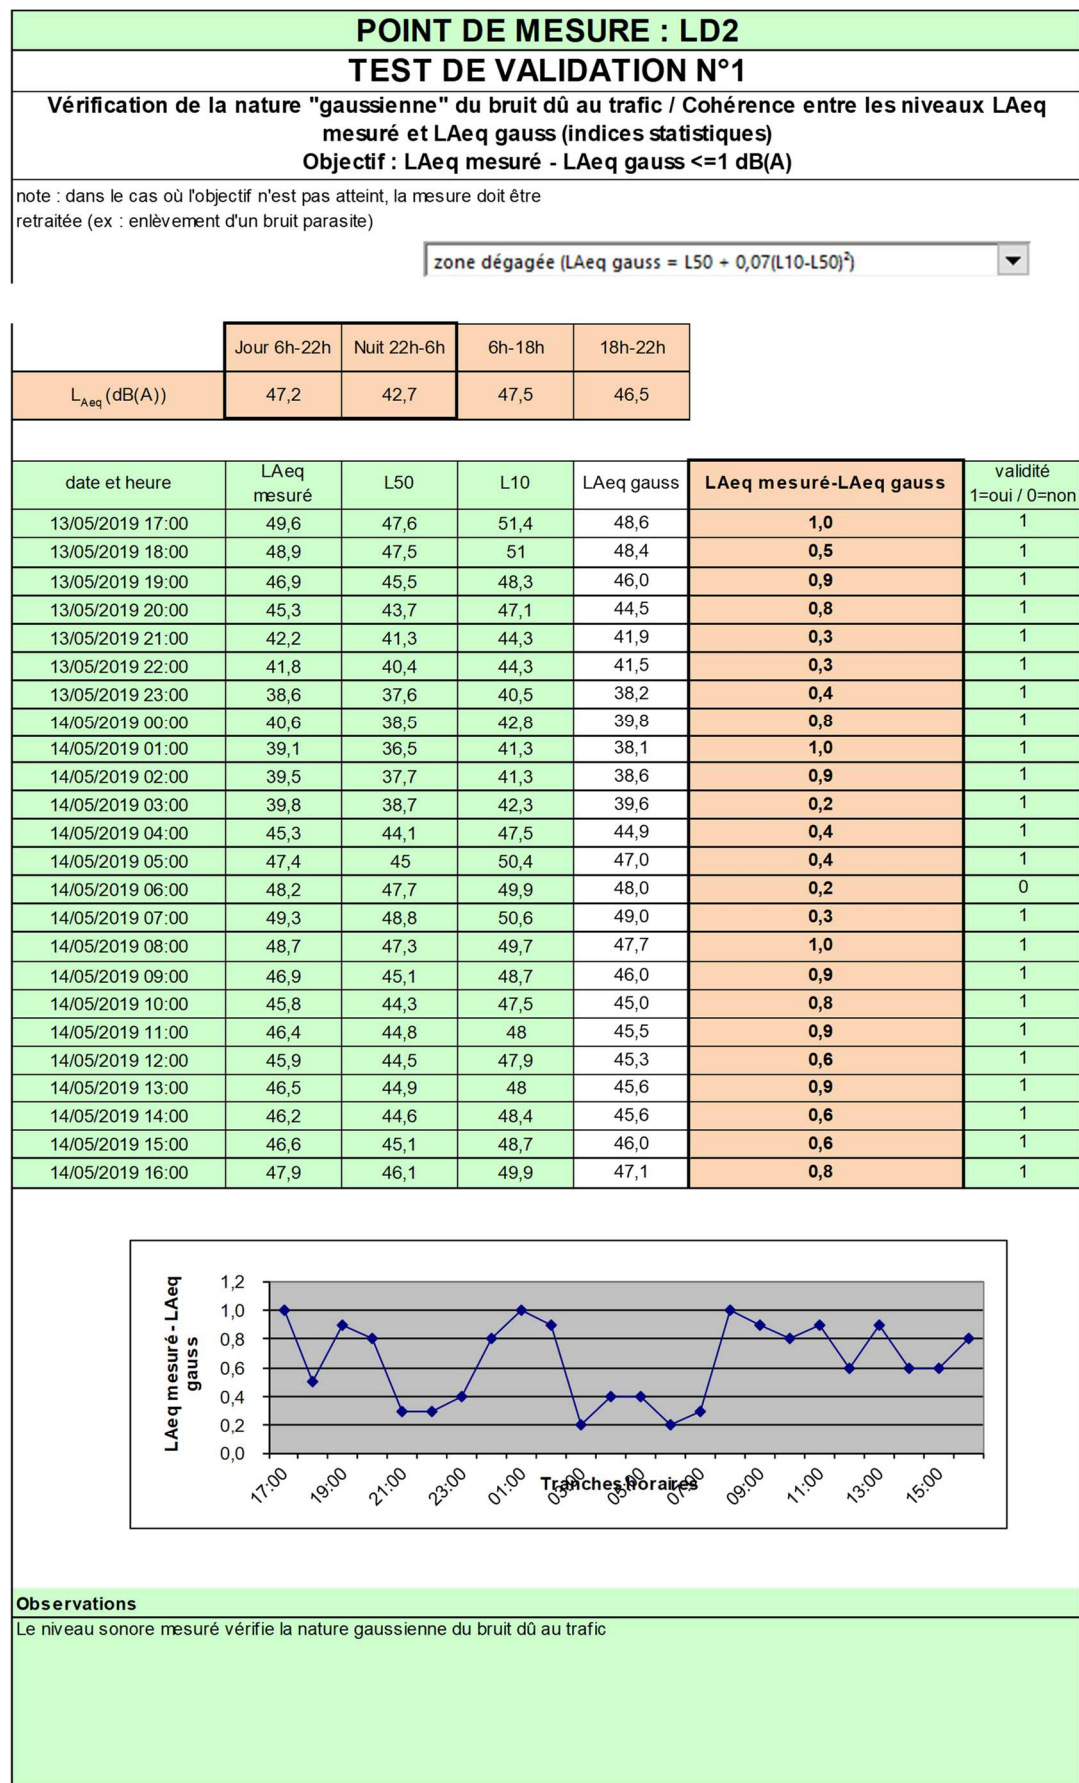 POINT DE MESURE : LD2
TEST DE VALIDATION N°1
Vérification de la nature "gaussienne" du bruit dû au trafic / Cohérence entre les niveaux LAeq
mesuré et LAeq gauss (indices statistiques)
Objectif : LAeq mesuré - LAeq gauss <=1 dB(A)
note : dans le cas où l'objectif n'est pas atteint, la mesure doit être
retraitée (ex : enlèvement d'un bruit parasite)
zone dégagée (LAeq gauss = L50 + 0,07(L10-L50)²)
Jour 6h-22h Nuit 22h-6h 6h-18h 18h-22h
LAeq (dB(A)) 47,2 42,7 47,5 46,5
date et heure LAeq mesuré L50 L10 LAeq gauss LAeq mesuré-LAeq gauss validité 1=oui / 0=non
13/05/2019 17:00 49,6 47,6 51,4 48,6 1,0 1
13/05/2019 18:00 48,9 47,5 51 48,4 0,5 1
13/05/2019 19:00 46,9 45,5 48,3 46,0 0,9 1
13/05/2019 20:00 45,3 43,7 47,1 44,5 0,8 1
13/05/2019 21:00 42,2 41,3 44,3 41,9 0,3 1
13/05/2019 22:00 41,8 40,4 44,3 41,5 0,3 1
13/05/2019 23:00 38,6 37,6 40,5 38,2 0,4 1
14/05/2019 00:00 40,6 38,5 42,8 39,8 0,8 1
14/05/2019 01:00 39,1 36,5 41,3 38,1 1,0 1
14/05/2019 02:00 39,5 37,7 41,3 38,6 0,9 1
14/05/2019 03:00 39,8 38,7 42,3 39,6 0,2 1
14/05/2019 04:00 45,3 44,1 47,5 44,9 0,4 1
14/05/2019 05:00 47,4 45 50,4 47,0 0,4 1
14/05/2019 06:00 48,2 47,7 49,9 48,0 0,2 0
14/05/2019 07:00 49,3 48,8 50,6 49,0 0,3 1
14/05/2019 08:00 48,7 47,3 49,7 47,7 1,0 1
14/05/2019 09:00 46,9 45,1 48,7 46,0 0,9 1
14/05/2019 10:00 45,8 44,3 47,5 45,0 0,8 1
14/05/2019 11:00 46,4 44,8 48 45,5 0,9 1
14/05/2019 12:00 45,9 44,5 47,9 45,3 0,6 1
14/05/2019 13:00 46,5 44,9 48 45,6 0,9 1
14/05/2019 14:00 46,2 44,6 48,4 45,6 0,6 1
14/05/2019 15:00 46,6 45,1 48,7 46,0 0,6 1
14/05/2019 16:00 47,9 46,1 49,9 47,1 0,8 1
LAeq mesuré - LAeq
gauss
1,2
1,0
0,8
0,6
0,4
0,2
0,0
17:00 19:00 21:00 23:00 01:00 03:00 05:00 07:00 09:00 11:00 13:00 15:00
Tranches horaires
Observations
Le niveau sonore mesuré vérifie la nature gaussienne du bruit dû au trafic